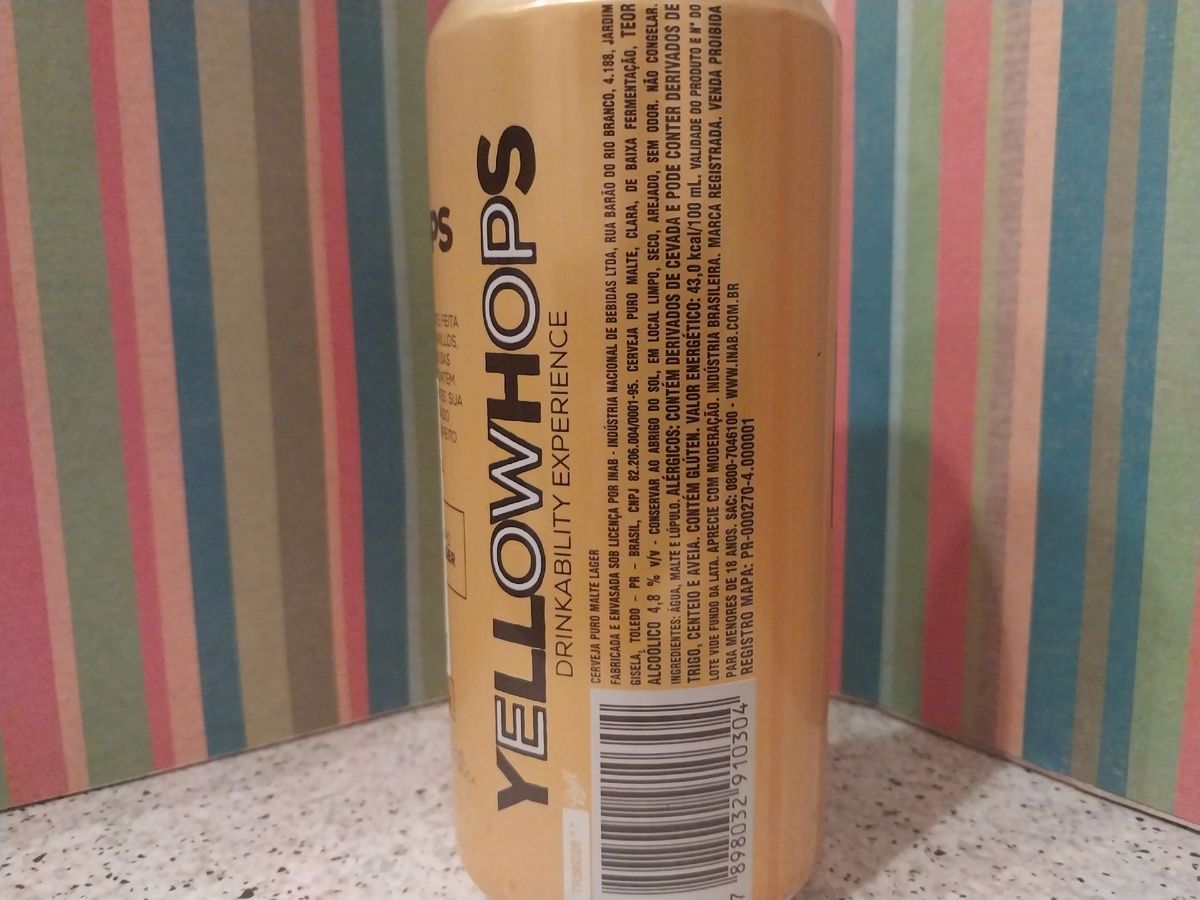 PS
FEITA
YELLOWHOPS
DRINKABILITY EXPERIENCE
CERVEJA PURO MALTE LAGER
FABRICADA E ENVASADA SOB LICENÇA POR INAB - INDÚSTRIA NACIONAL DE BEBIDAS LTDA, RUA BARÃO DO RIO BRANCO, 4.188, JARDIM
GISELA, TOLEDO - PR - BRASIL, CNPJ 82.206.004/0001-95. CERVEJA PURO MALTE, CLARA, DE BAIXA FERMENTAÇÃO, TEOR
ALCOÓLICO 4,8 % v/v - CONSERVAR AO ABRIGO DO SOL, EM LOCAL LIMPO, SECO, AREJADO, SEM ODOR. NÃO CONGELAR.
INGREDIENTES: ÁGUA, MALTE E LÚPULO. ALÉRGICOS: CONTÉM DERIVADOS DE CEVADA E PODE CONTER DERIVADOS DE
TRIGO, CENTEIO E AVEIA. CONTÉM GLÚTEN. VALOR ENERGÉTICO: 43,0 kcal/100 mL. VALIDADE DO PRODUTO E Nº DO
LOTE VIDE FUNDO DA LATA. APRECIE COM MODERAÇÃO. INDÚSTRIA BRASILEIRA. MARCA REGISTRADA. VENDA PROIBIDA
PARA MENORES DE 18 ANOS. SAC: 0800-7046100 - WWW.INAB.COM.BR
REGISTRO MAPA: PR-000270-4.000001
7 898032 910304